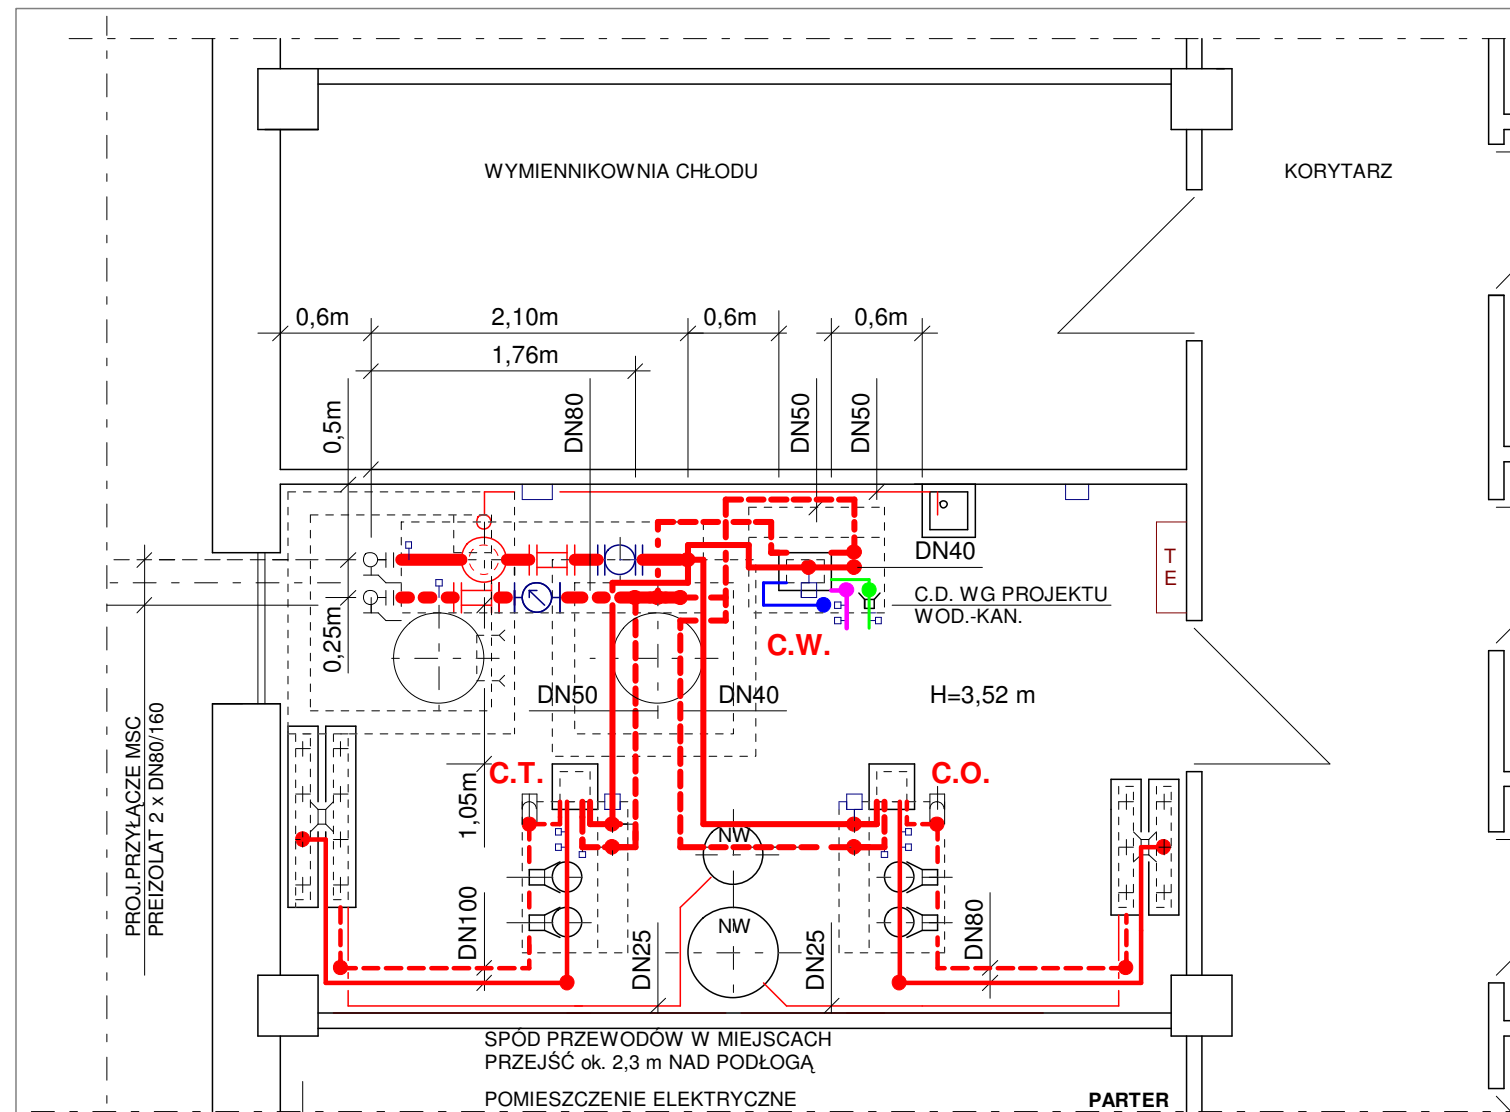 WYMIENNIKOWNIA CHŁODU
KORYTARZ
0,6m
2,10m
0,6m
0,6m
1,76m
0,5m
DN80
DN50
DN50
DN40
T
E
C.D. WG PROJEKTU
WOD.-KAN.
C.W.
0,25m
DN50
DN40
H=3,52 m
PROJ.PRZYŁĄCZE MSC
PREIZOLAT 2 x DN80/160
C.T.
C.O.
1,05m
NW
NW
DN100
DN25
DN25
DN80
SPÓD PRZEWODÓW W MIEJSCACH
PRZEJŚĆ ok. 2,3 m NAD PODŁOGĄ
POMIESZCZENIE ELEKTRYCZNE
PARTER